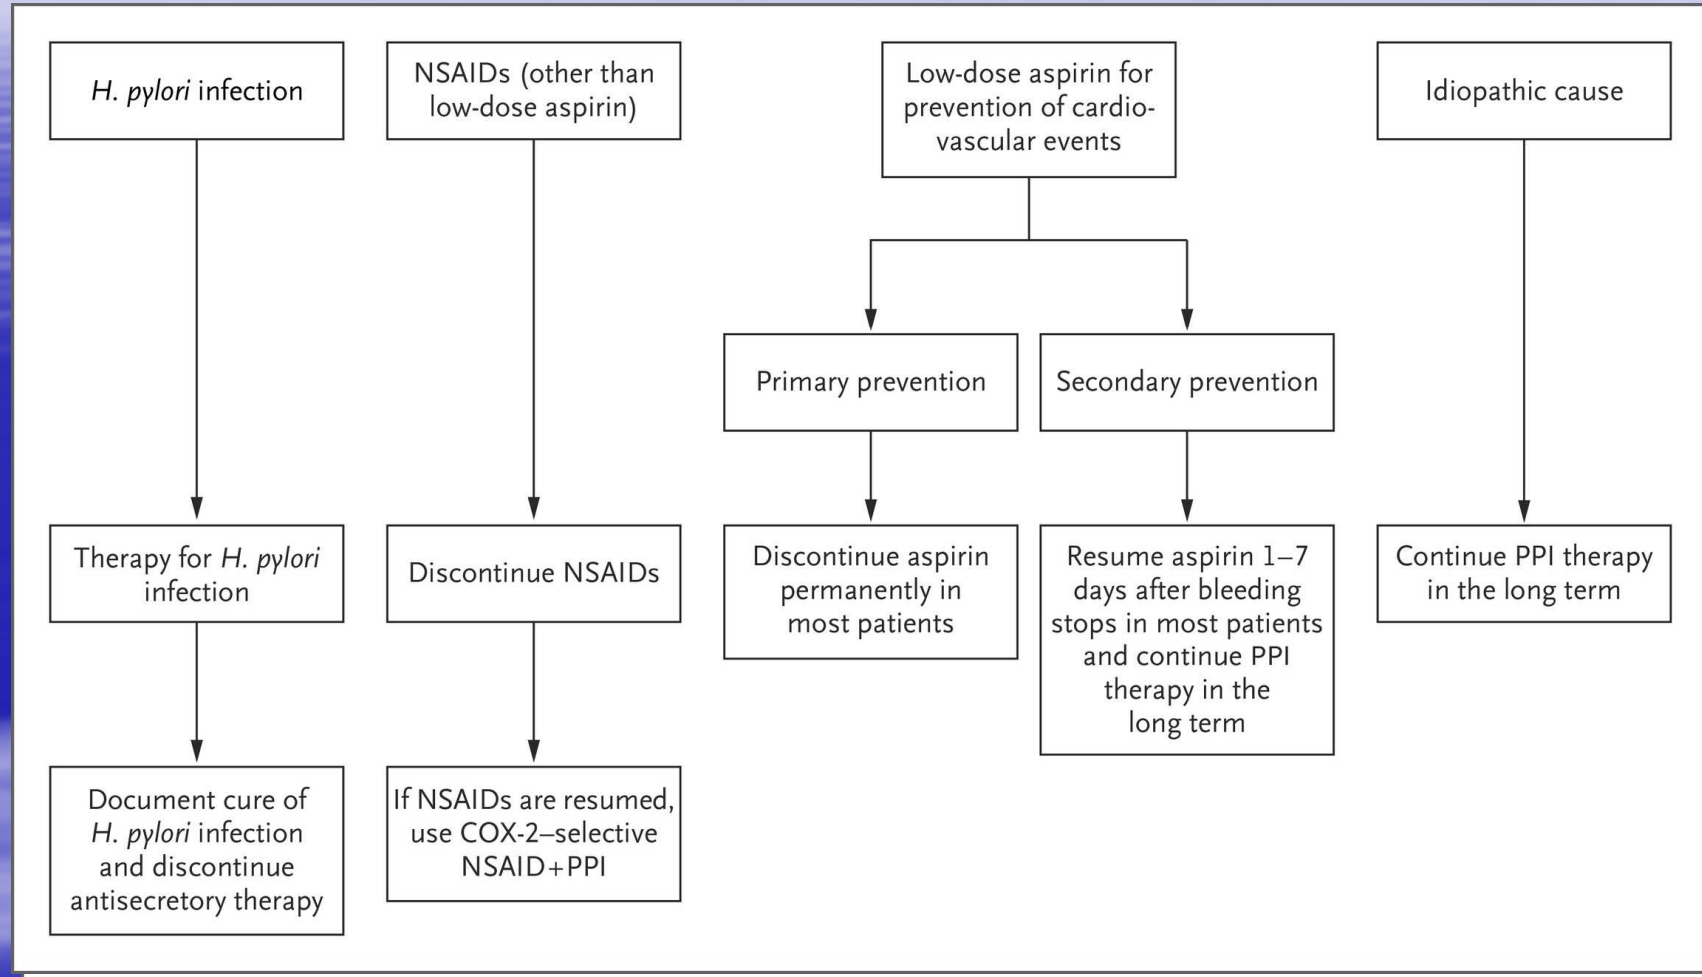 H. pylori infection
NSAIDs (other than
low-dose aspirin)
Low-dose aspirin for
prevention of cardio-
vascular events
Idiopathic cause
Primary prevention
Secondary prevention
Therapy for H. pylori
infection
Discontinue NSAIDs
Discontinue aspirin
permanently in
most patients
Resume aspirin 1–7
days after bleeding
stops in most patients
and continue PPI
therapy in the
long term
Continue PPI therapy
in the long term
Document cure of
H. pylori infection
and discontinue
antisecretory therapy
If NSAIDs are resumed,
use COX-2–selective
NSAID+PPI